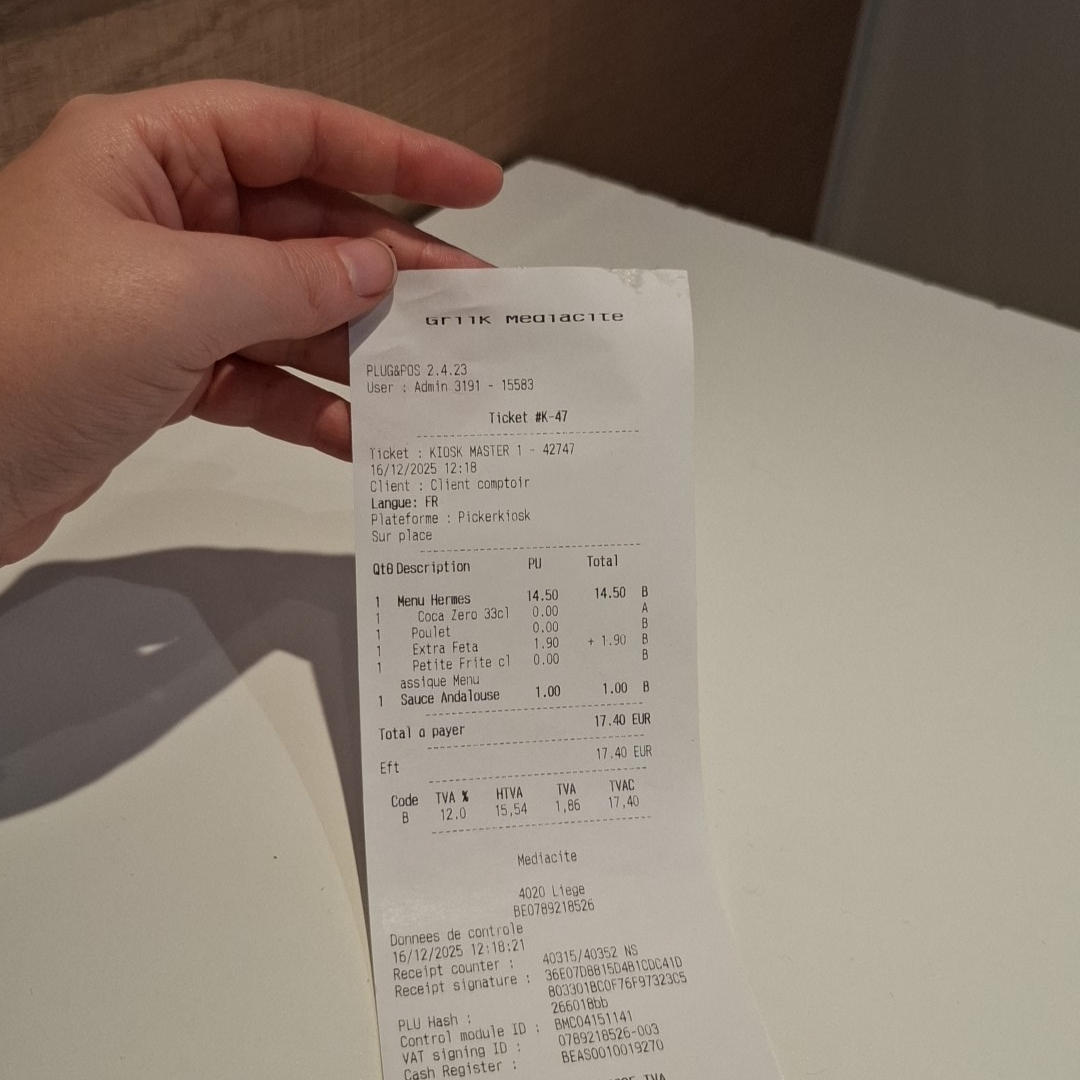 Griik Mediacite
PLUG&POS 2.4.23
User : Admin 3191 - 15583
Ticket #K-47
Ticket : KIOSK MASTER 1 - 42747
16/12/2025 12:18
Client : Client comptoir
Langue: FR
Plateforme : Pickerkiosk
Sur place
Qt@ Description PU Total
1 Menu Hermes 14.50 14.50 B
1 Coca Zero 33cl 0.00 A
1 Poulet 0.00 B
1 Extra Feta 1.90 + 1.90 B
1 Petite Frite cl 0.00 B
assique Menu
1 Sauce Andalouse 1.00 1.00 B
Total a payer 17.40 EUR
Eft 17.40 EUR
Code TVA % HTVA TVA TVAC
B 12.0 15,54 1,86 17,40
Mediacite
4020 Liege
BE0789218526
Donnees de controle
16/12/2025 12:18:21
Receipt counter : 40315/40352 NS
Receipt signature : 36E07D8815D4B1CDC41D
803301BC0F76F97323C5
PLU Hash : 266018bb
Control module ID : BMC04151141
VAT signing ID : 0789218526-003
Cash Register : BEAS0010019270
TVA